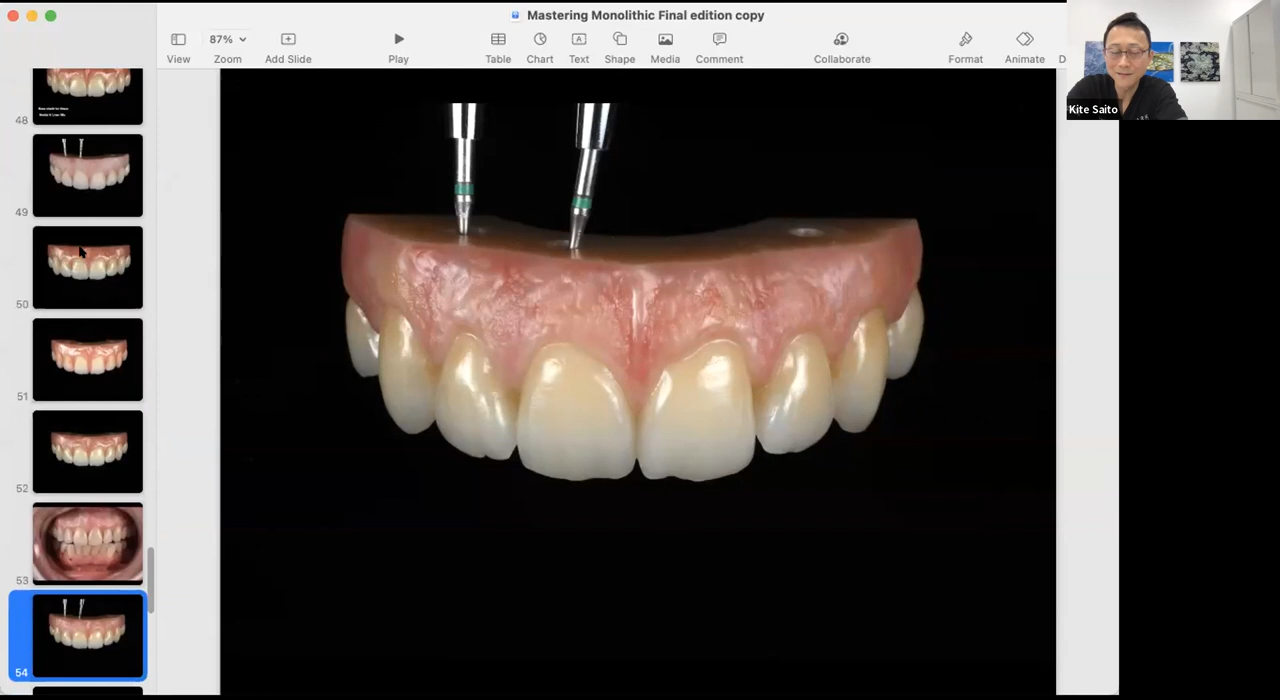 Mastering Monolithic Final edition copy
87%
View
Zoom
Add Slide
Play
Table
Chart
Text
Shape
Media
Comment
Collaborate
Format
Animate
D
Kite Saito
48
49
50
51
52
53
54